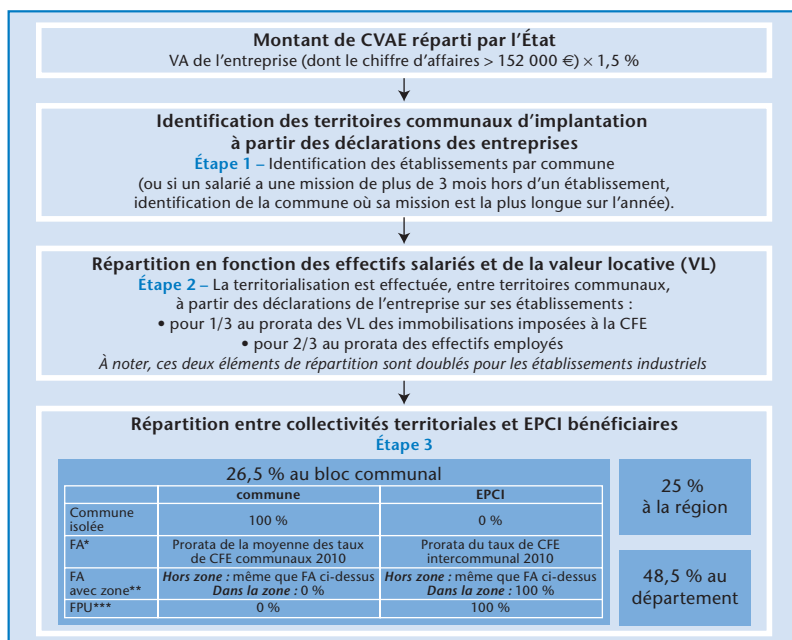 Montant de CVAE réparti par l'État
VA de l'entreprise (dont le chiffre d'affaires > 152 000 €) × 1,5 %
Identification des territoires communaux d'implantation
à partir des déclarations des entreprises
Étape 1 – Identification des établissements par commune
(ou si un salarié a une mission de plus de 3 mois hors d'un établissement,
identification de la commune où sa mission est la plus longue sur l'année).
Répartition en fonction des effectifs salariés et de la valeur locative (VL)
Étape 2 – La territorialisation est effectuée, entre territoires communaux,
à partir des déclarations de l'entreprise sur ses établissements :
• pour 1/3 au prorata des VL des immobilisations imposées à la CFE
• pour 2/3 au prorata des effectifs employés
À noter, ces deux éléments de répartition sont doublés pour les établissements industriels
Répartition entre collectivités territoriales et EPCI bénéficiaires
Étape 3
26,5 % au bloc communal
commune EPCI
Commune
isolée
100 % 0 %
FA* Prorata de la moyenne des taux
de CFE communaux 2010
Prorata du taux de CFE
intercommunal 2010
FA
avec zone**
Hors zone : même que FA ci-dessus
Dans la zone : 0 %
Hors zone : même que FA ci-dessus
Dans la zone : 100 %
FPU*** 0 % 100 %
25 %
à la région
48,5 % au
département